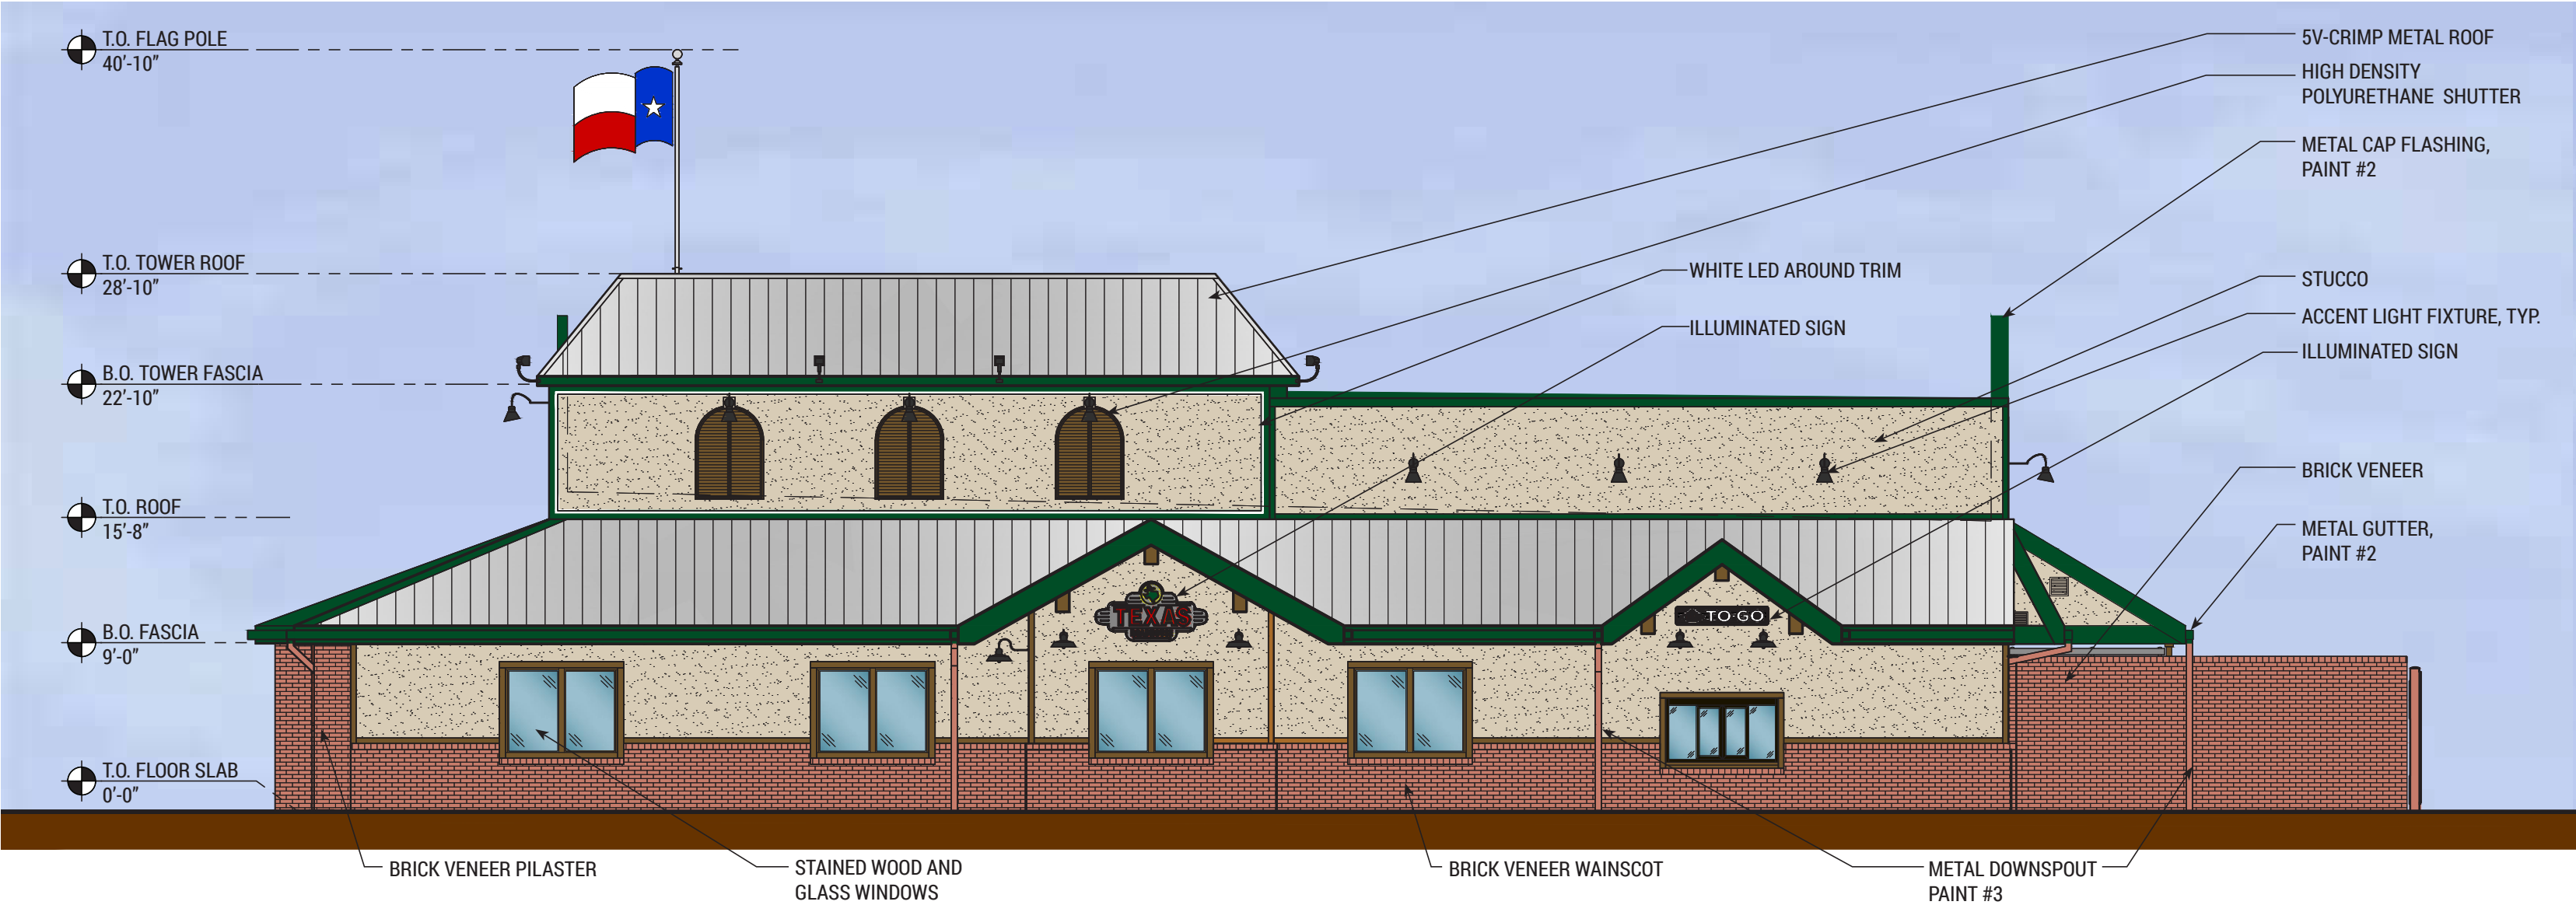 T.O. FLAG POLE
40'-10"
T.O. TOWER ROOF
28'-10"
B.O. TOWER FASCIA
22'-10"
T.O. ROOF
15'-8"
B.O. FASCIA
9'-0"
T.O. FLOOR SLAB
0'-0"
WHITE LED AROUND TRIM
ILLUMINATED SIGN
5V-CRIMP METAL ROOF
HIGH DENSITY
POLYURETHANE SHUTTER
METAL CAP FLASHING,
PAINT #2
STUCCO
ACCENT LIGHT FIXTURE, TYP.
ILLUMINATED SIGN
BRICK VENEER
METAL GUTTER,
PAINT #2
TEXAS
TO-GO
BRICK VENEER PILASTER
STAINED WOOD AND
GLASS WINDOWS
BRICK VENEER WAINSCOT
METAL DOWNSPOUT
PAINT #3